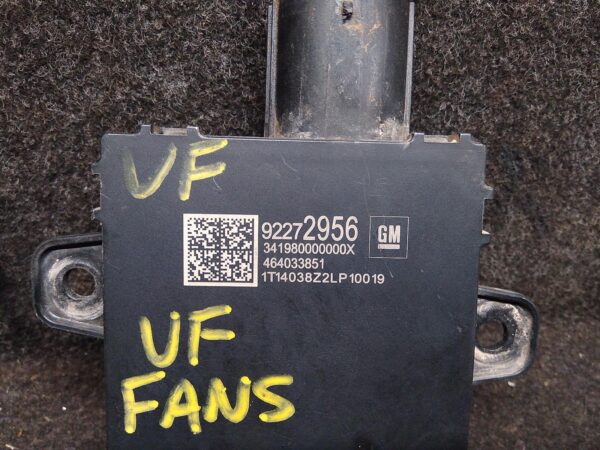 VF
92272956
GM
341980000000X
464033851
1T14038Z2LP10019
VF
FANS